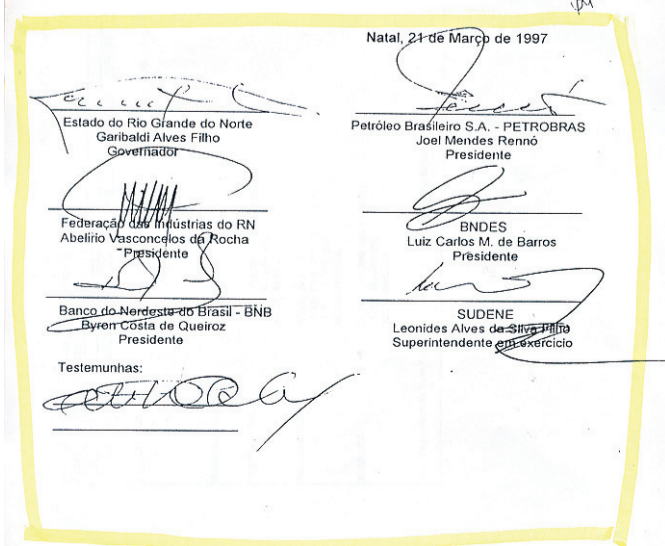 Natal, 21 de Março de 1997
Estado do Rio Grande do Norte
Garibaldi Alves Filho
Governador
Petróleo Brasileiro S.A. - PETROBRAS
Joel Mendes Rennó
Presidente
Federação das Indústrias do RN
Abelirio Vasconcelos da Rocha
Presidente
BNDES
Luiz Carlos M. de Barros
Presidente
Banco do Nordeste do Brasil - BNB
Byron Costa de Queiroz
Presidente
SUDENE
Leonides Alves da Silva Filho
Superintendente em exercício
Testemunhas: